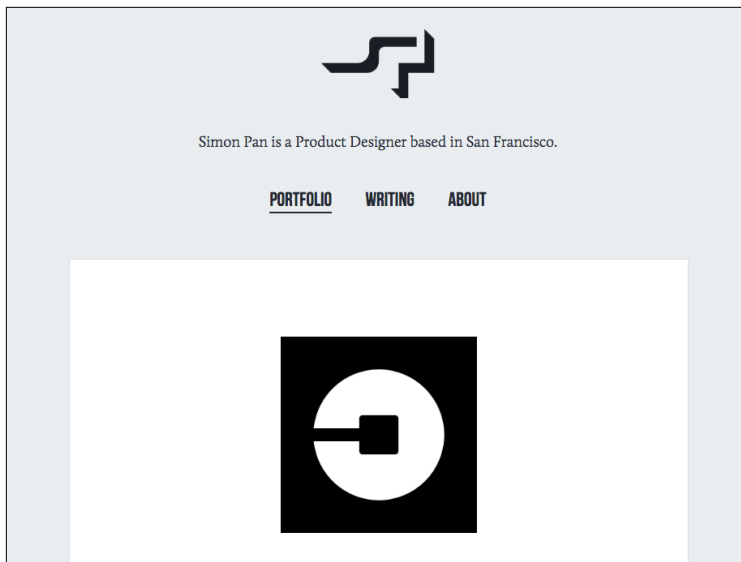 Simon Pan is a Product Designer based in San Francisco.
PORTFOLIO WRITING ABOUT